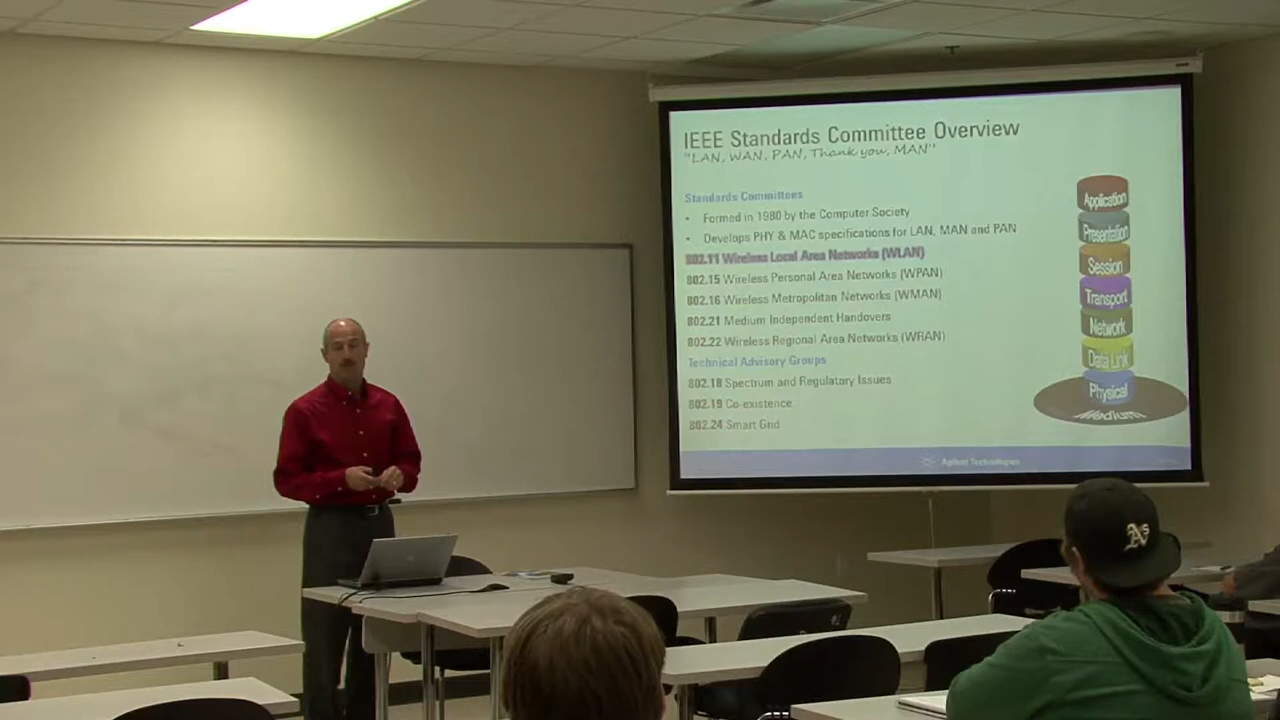 IEEE Standards Committee Overview
"LAN, WAN, PAN, Thank you, MAN"
Standards Committees
• Formed in 1980 by the Computer Society
• Develops PHY & MAC specifications for LAN, MAN and PAN
802.11 Wireless Local Area Networks (WLAN)
802.15 Wireless Personal Area Networks (WPAN)
802.16 Wireless Metropolitan Networks (WMAN)
802.21 Medium Independent Handovers
802.22 Wireless Regional Area Networks (WRAN)
Technical Advisory Groups
802.18 Spectrum and Regulatory Issues
802.19 Co-existence
802.24 Smart Grid
Application
Presentation
Session
Transport
Network
Data Link
Physical
Medium
Agilent Technologies
A's